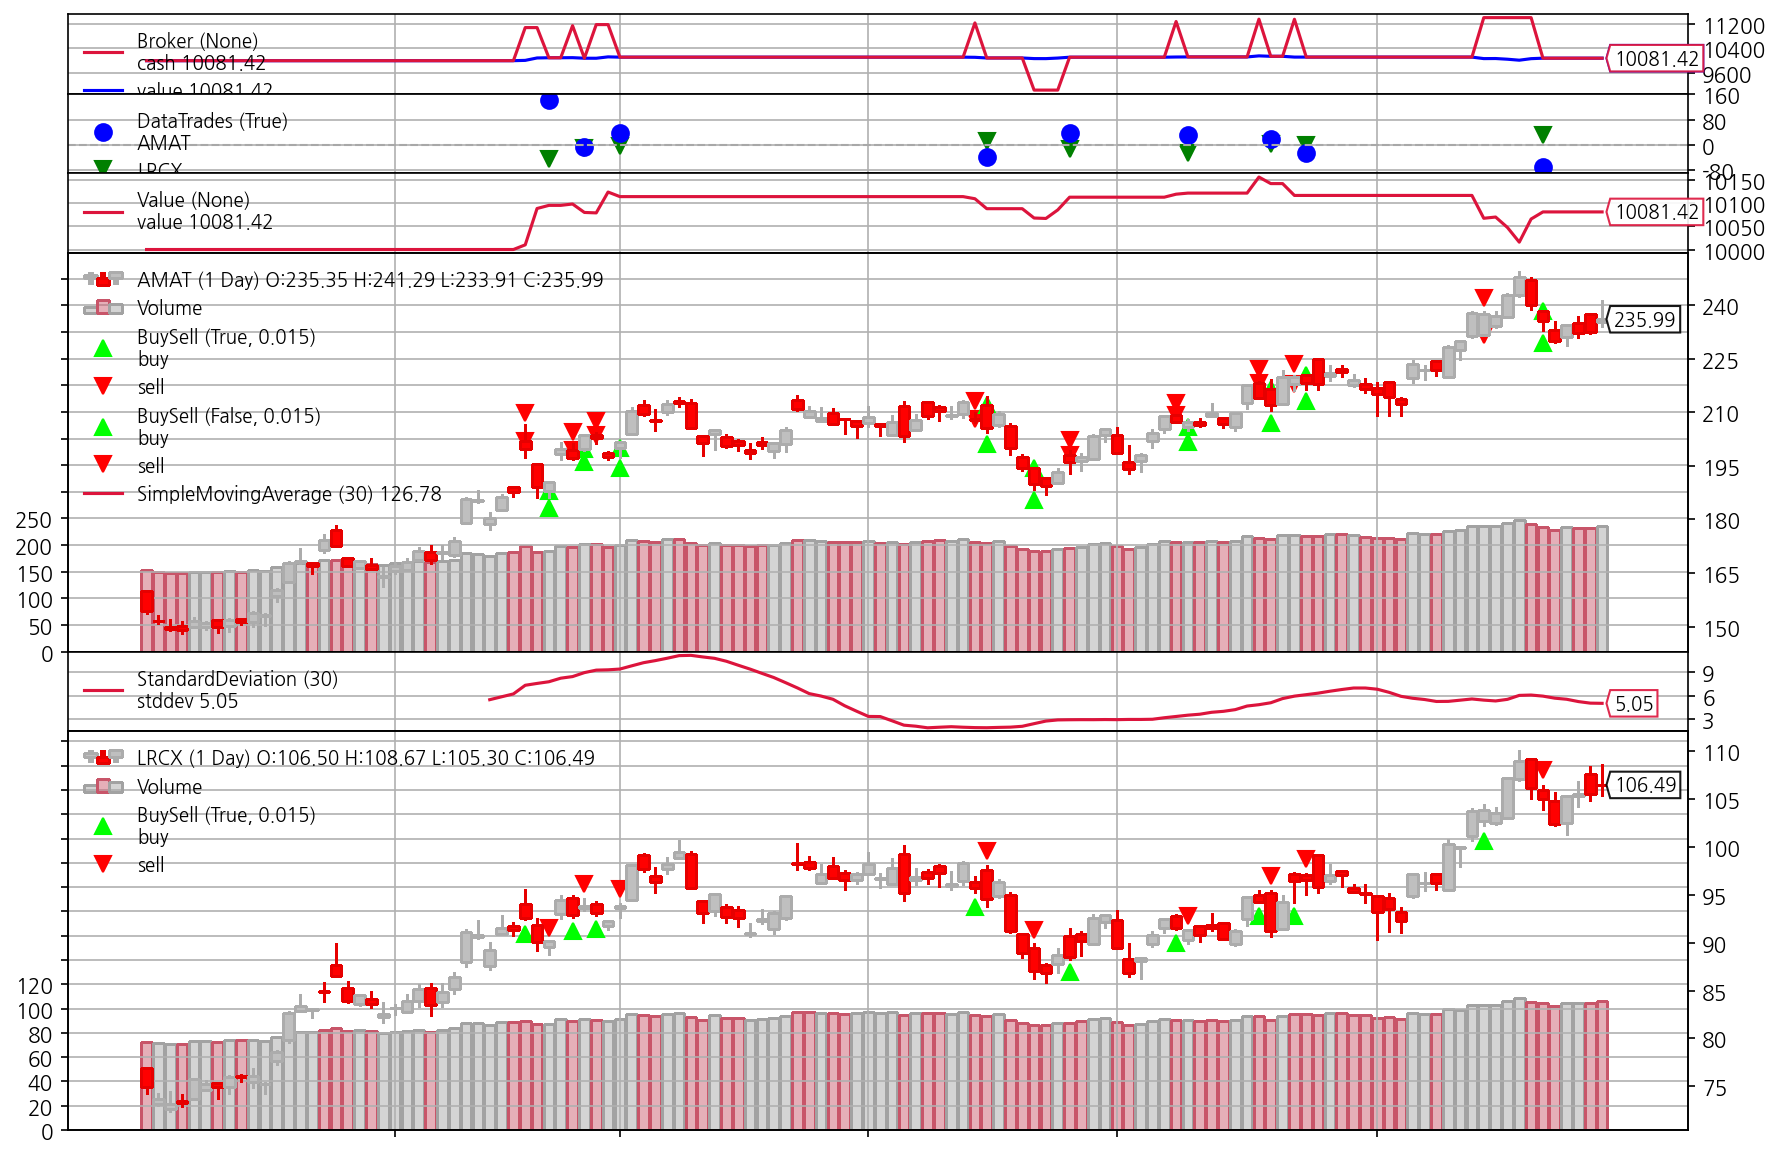 Broker (None)
cash 10081.42
value 10081.42
11200
10400
9600
10081.42
DataTrades (True)
AMAT
LRCX
160
80
0
-80
Value (None)
value 10081.42
10150
10100
10050
10000
10081.42
AMAT (1 Day) O:235.35 H:241.29 L:233.91 C:235.99
Volume
BuySell (True, 0.015)
buy
sell
BuySell (False, 0.015)
buy
sell
SimpleMovingAverage (30) 126.78
250
200
150
100
50
0
240
225
210
195
180
165
150
235.99
StandardDeviation (30)
stddev 5.05
9
6
3
5.05
LRCX (1 Day) O:106.50 H:108.67 L:105.30 C:106.49
Volume
BuySell (True, 0.015)
buy
sell
120
100
80
60
40
20
0
110
105
100
95
90
85
80
75
106.49